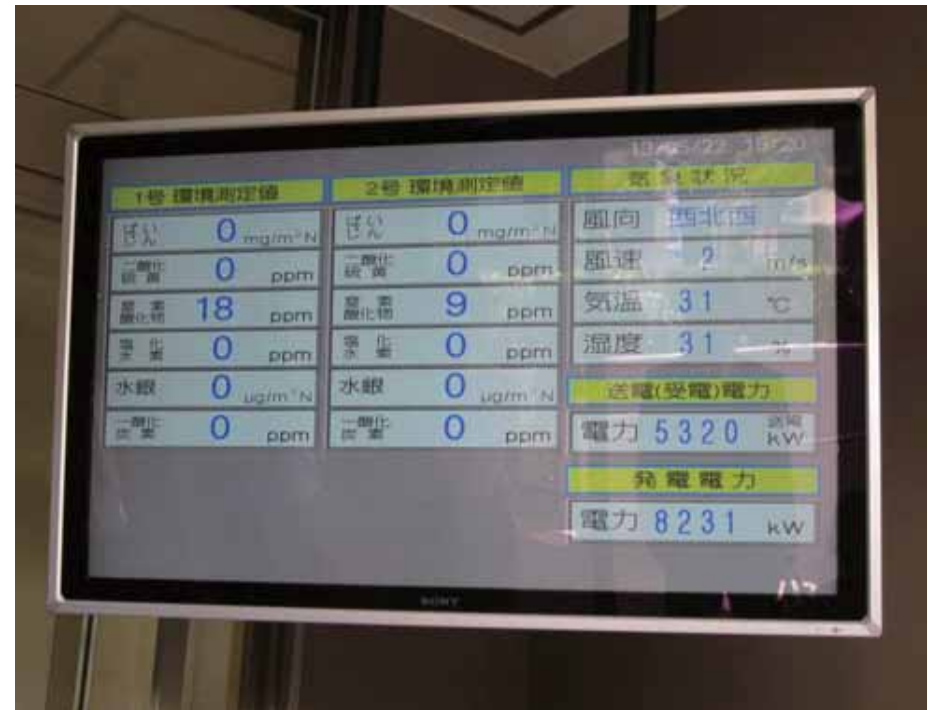 1号 環境測定値
ばいじん 0 mg/m³N
二酸化硫黄 0 ppm
窒素酸化物 18 ppm
塩化水素 0 ppm
水銀 0 μg/m³N
一酸化炭素 0 ppm
2号 環境測定値
ばいじん 0 mg/m³N
二酸化硫黄 0 ppm
窒素酸化物 9 ppm
塩化水素 0 ppm
水銀 0 μg/m³N
一酸化炭素 0 ppm
気象状況
風向 西北西
風速 2 m/s
気温 31 ℃
湿度 31 %
送電(受電)電力
電力 5320 送電 kW
発電電力
電力 8231 kW
SONY